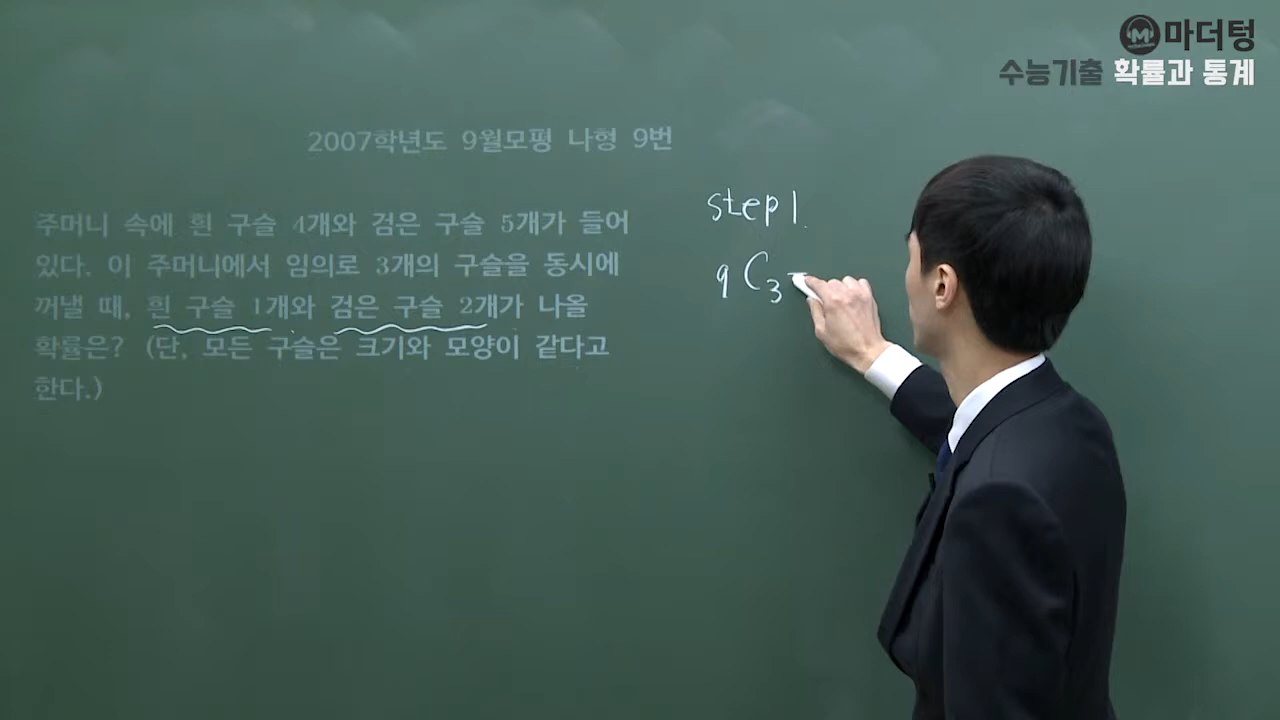 마더텅
수능기출 확률과 통계
2007학년도 9월모평 나형 9번
주머니 속에 흰 구슬 4개와 검은 구슬 5개가 들어
있다. 이 주머니에서 임의로 3개의 구슬을 동시에
꺼낼 때, 흰 구슬 1개와 검은 구슬 2개가 나올
확률은? (단, 모든 구슬은 크기와 모양이 같다고
한다.)
step 1.
9C3